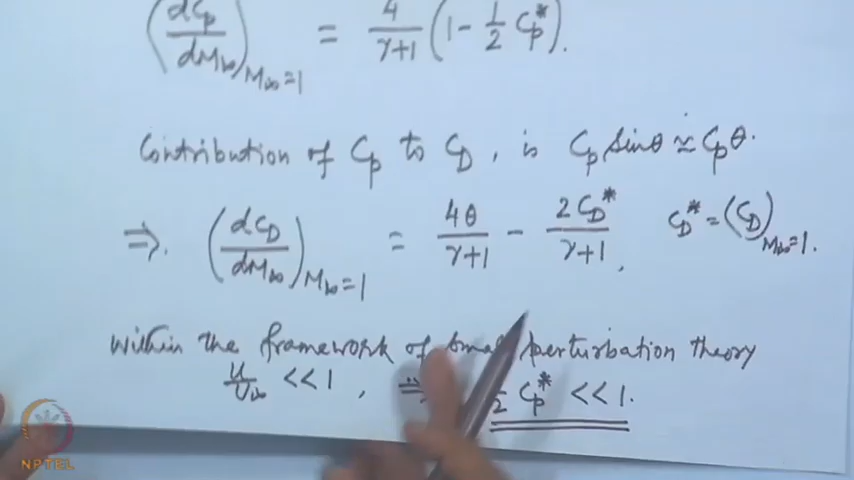 (dCp/dM∞)M∞=1 = 4/γ+1 (1 - 1/2 Cp*).
Contribution of Cp to CD, is Cp sinθ ≃ Cpθ.
⇒ (dCD/dM∞)M∞=1 = 4θ/γ+1 - 2CD*/γ+1, CD* = (CD)M∞=1.
within the framework of small perturbation theory
u/U∞ <<1, ⇒ 2 Cp* <<1.
NPTEL